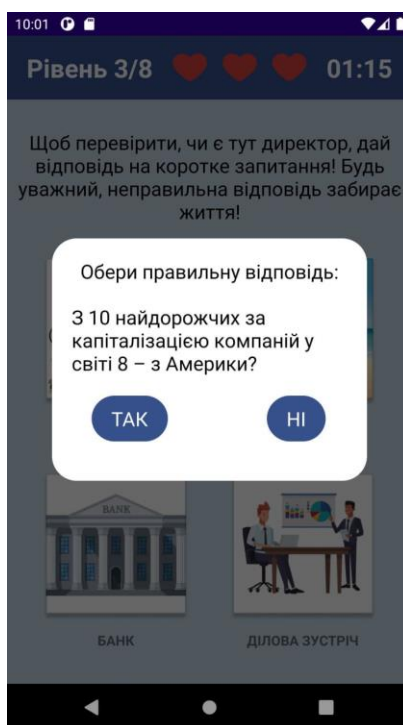 10:01
Рівень 3/8 01:15
Щоб перевірити, чи є тут директор, дай
відповідь на коротке запитання! Будь
уважний, неправильна відповідь забирає
життя!
Обери правильну відповідь:
З 10 найдорожчих за
капіталізацією компаній у
світі 8 – з Америки?
ТАК НІ
BANK
БАНК ДІЛОВА ЗУСТРІЧ